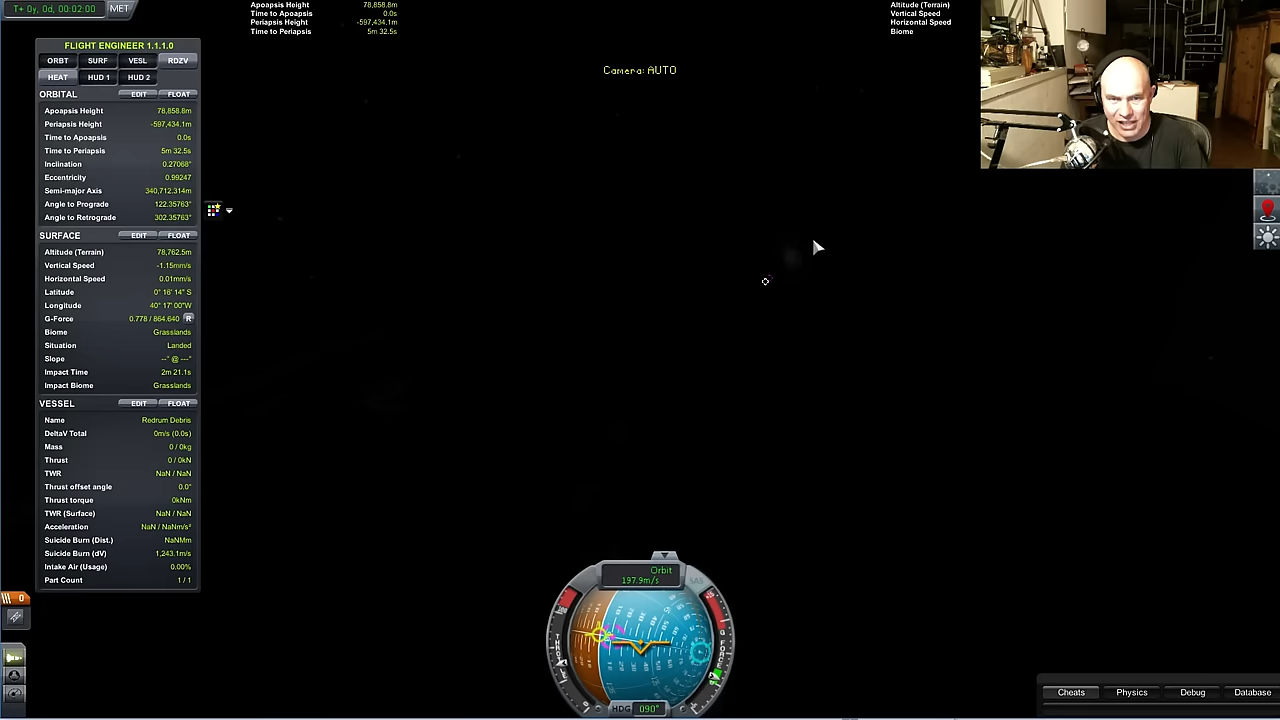 T+ 0y, 0d, 00:02:00 MET
Apoapsis Height 78,858.8m
Time to Apoapsis 0.0s
Periapsis Height -597,434.1m
Time to Periapsis 5m 32.5s
Altitude (Terrain)
Vertical Speed
Horizontal Speed
Biome
Camera: AUTO
FLIGHT ENGINEER 1.1.1.0
ORBT SURF VESL RDZV
HEAT HUD 1 HUD 2
ORBITAL EDIT FLOAT
Apoapsis Height 78,858.8m
Periapsis Height -597,434.1m
Time to Apoapsis 0.0s
Time to Periapsis 5m 32.5s
Inclination 0.27068°
Eccentricity 0.99247
Semi-major Axis 340,712.314m
Angle to Prograde 122.35763°
Angle to Retrograde 302.35763°
SURFACE EDIT FLOAT
Altitude (Terrain) 78,762.5m
Vertical Speed -1.15mm/s
Horizontal Speed 0.01mm/s
Latitude 0° 16' 14" S
Longitude 40° 17' 00"W
G-Force 0.778 / 864.640 R
Biome Grasslands
Situation Landed
Slope --° @ ---°
Impact Time 2m 21.1s
Impact Biome Grasslands
VESSEL EDIT FLOAT
Name Redrum Debris
DeltaV Total 0m/s (0.0s)
Mass 0 / 0kg
Thrust 0 / 0kN
TWR NaN / NaN
Thrust offset angle 0.0°
Thrust torque 0kNm
TWR (Surface) NaN / NaN
Acceleration NaN / NaNm/s²
Suicide Burn (Dist.) NaNMm
Suicide Burn (dV) 1,243.1m/s
Intake Air (Usage) 0.00%
Part Count 1 / 1
0
Orbit
197.9m/s
SAS
HDG 090°
Cheats Physics Debug Database